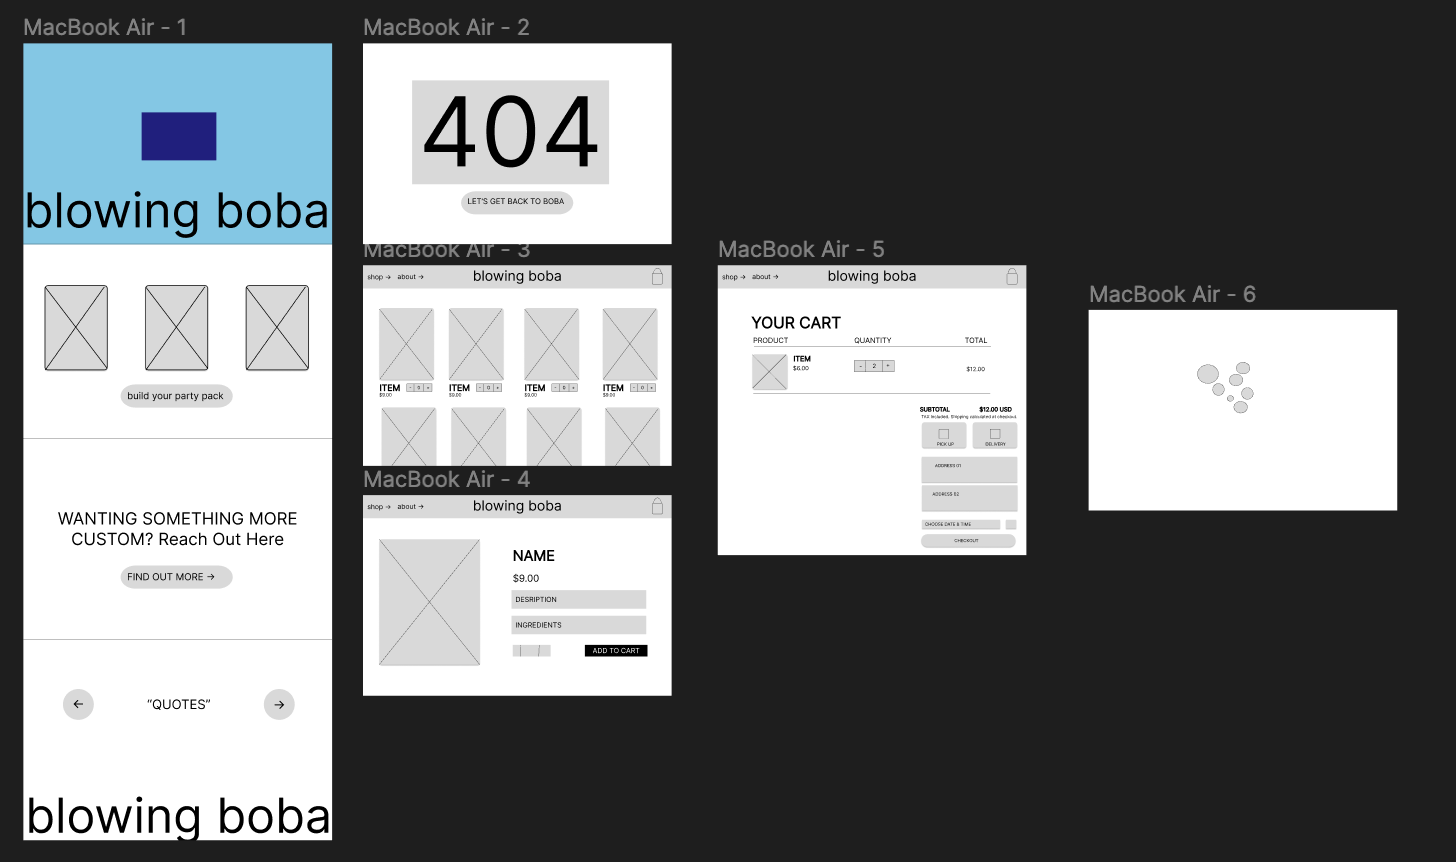 MacBook Air - 1
blowing boba
build your party pack
WANTING SOMETHING MORE
CUSTOM? Reach Out Here
FIND OUT MORE →
← "QUOTES" →
blowing boba
MacBook Air - 2
404
LET'S GET BACK TO BOBA
MacBook Air - 3
shop → about → blowing boba
ITEM - 0 + ITEM - 0 + ITEM - 0 + ITEM - 0 +
$9.00 $9.00 $9.00 $9.00
MacBook Air - 4
shop → about → blowing boba
NAME
$9.00
DESRIPTION
INGREDIENTS
ADD TO CART
MacBook Air - 5
shop → about → blowing boba
YOUR CART
PRODUCT QUANTITY TOTAL
ITEM
$6.00 - 2 + $12.00
SUBTOTAL $12.00 USD
TAX Included. Shipping calculated at checkout.
PICK UP DELIVERY
ADDRESS 01
ADDRESS 02
CHOOSE DATE & TIME
CHECKOUT
MacBook Air - 6